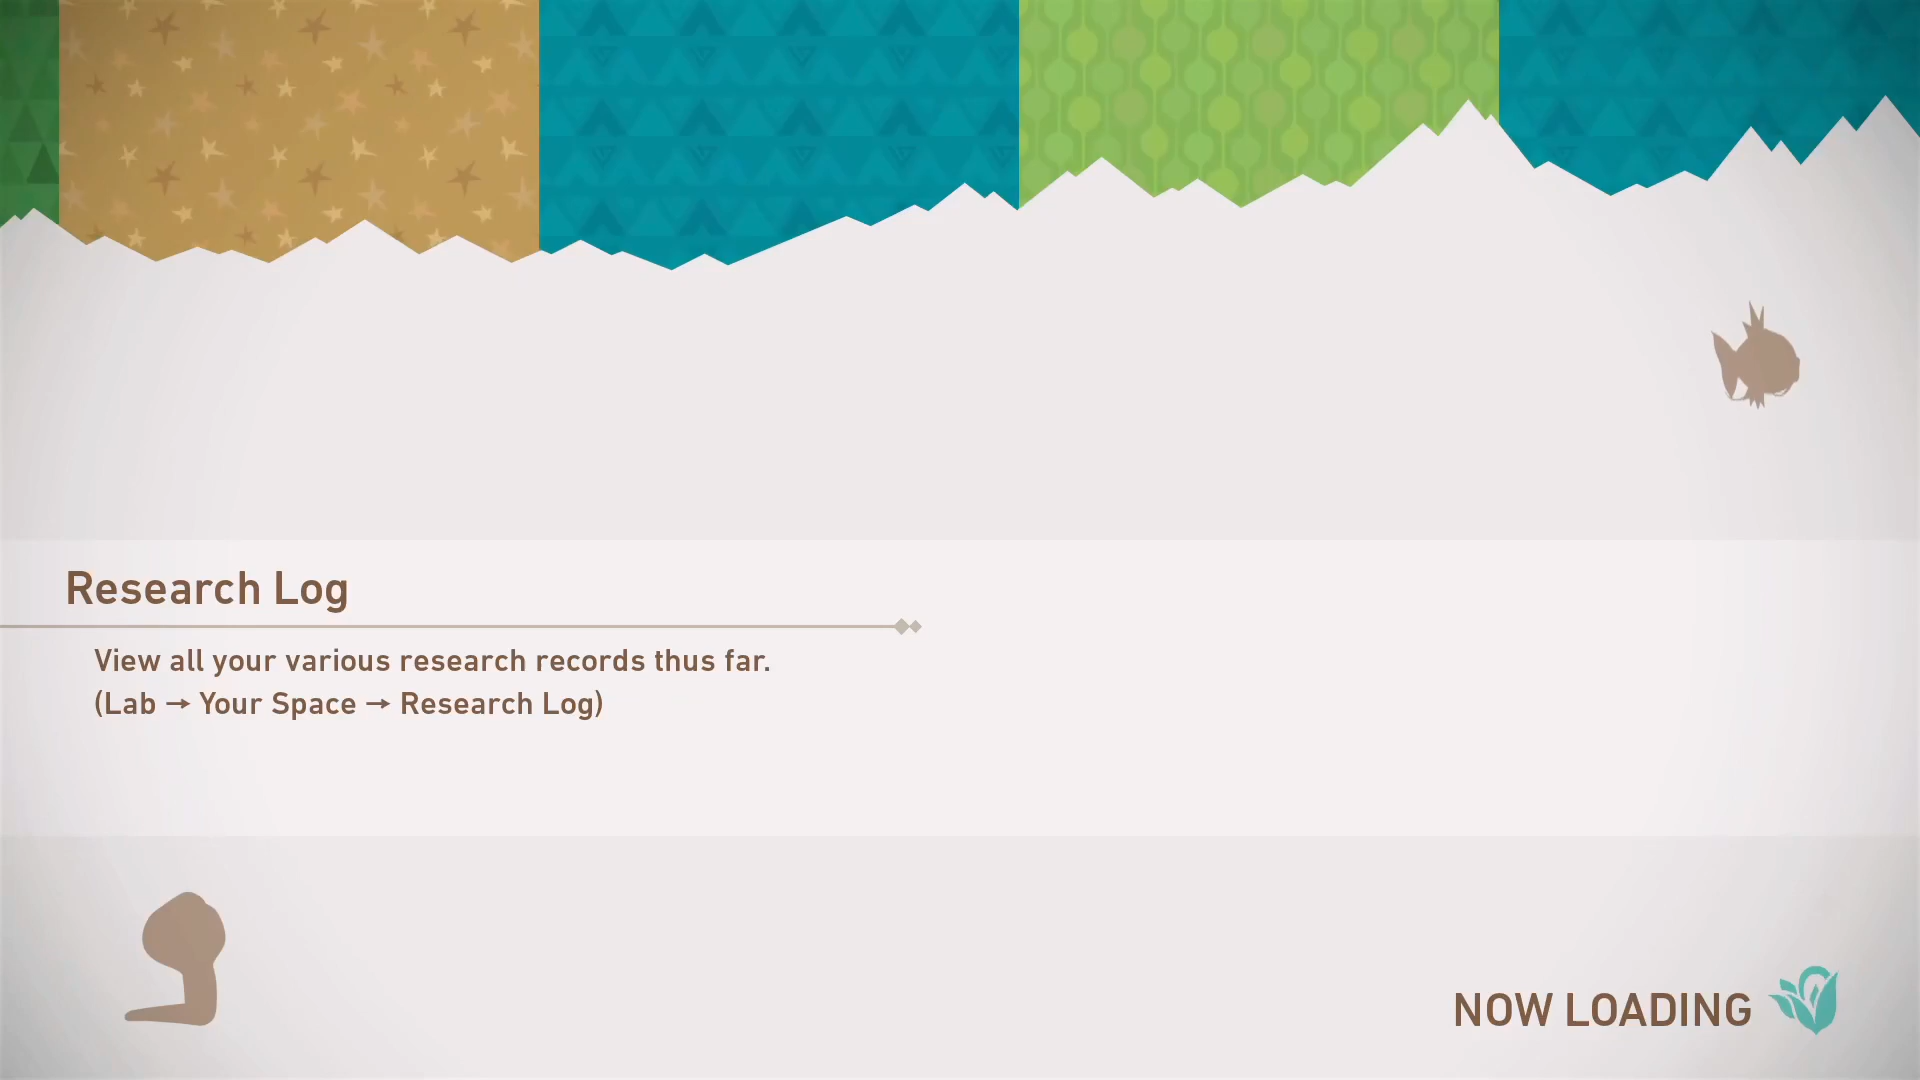 Research Log
View all your various research records thus far.
(Lab → Your Space → Research Log)
NOW LOADING